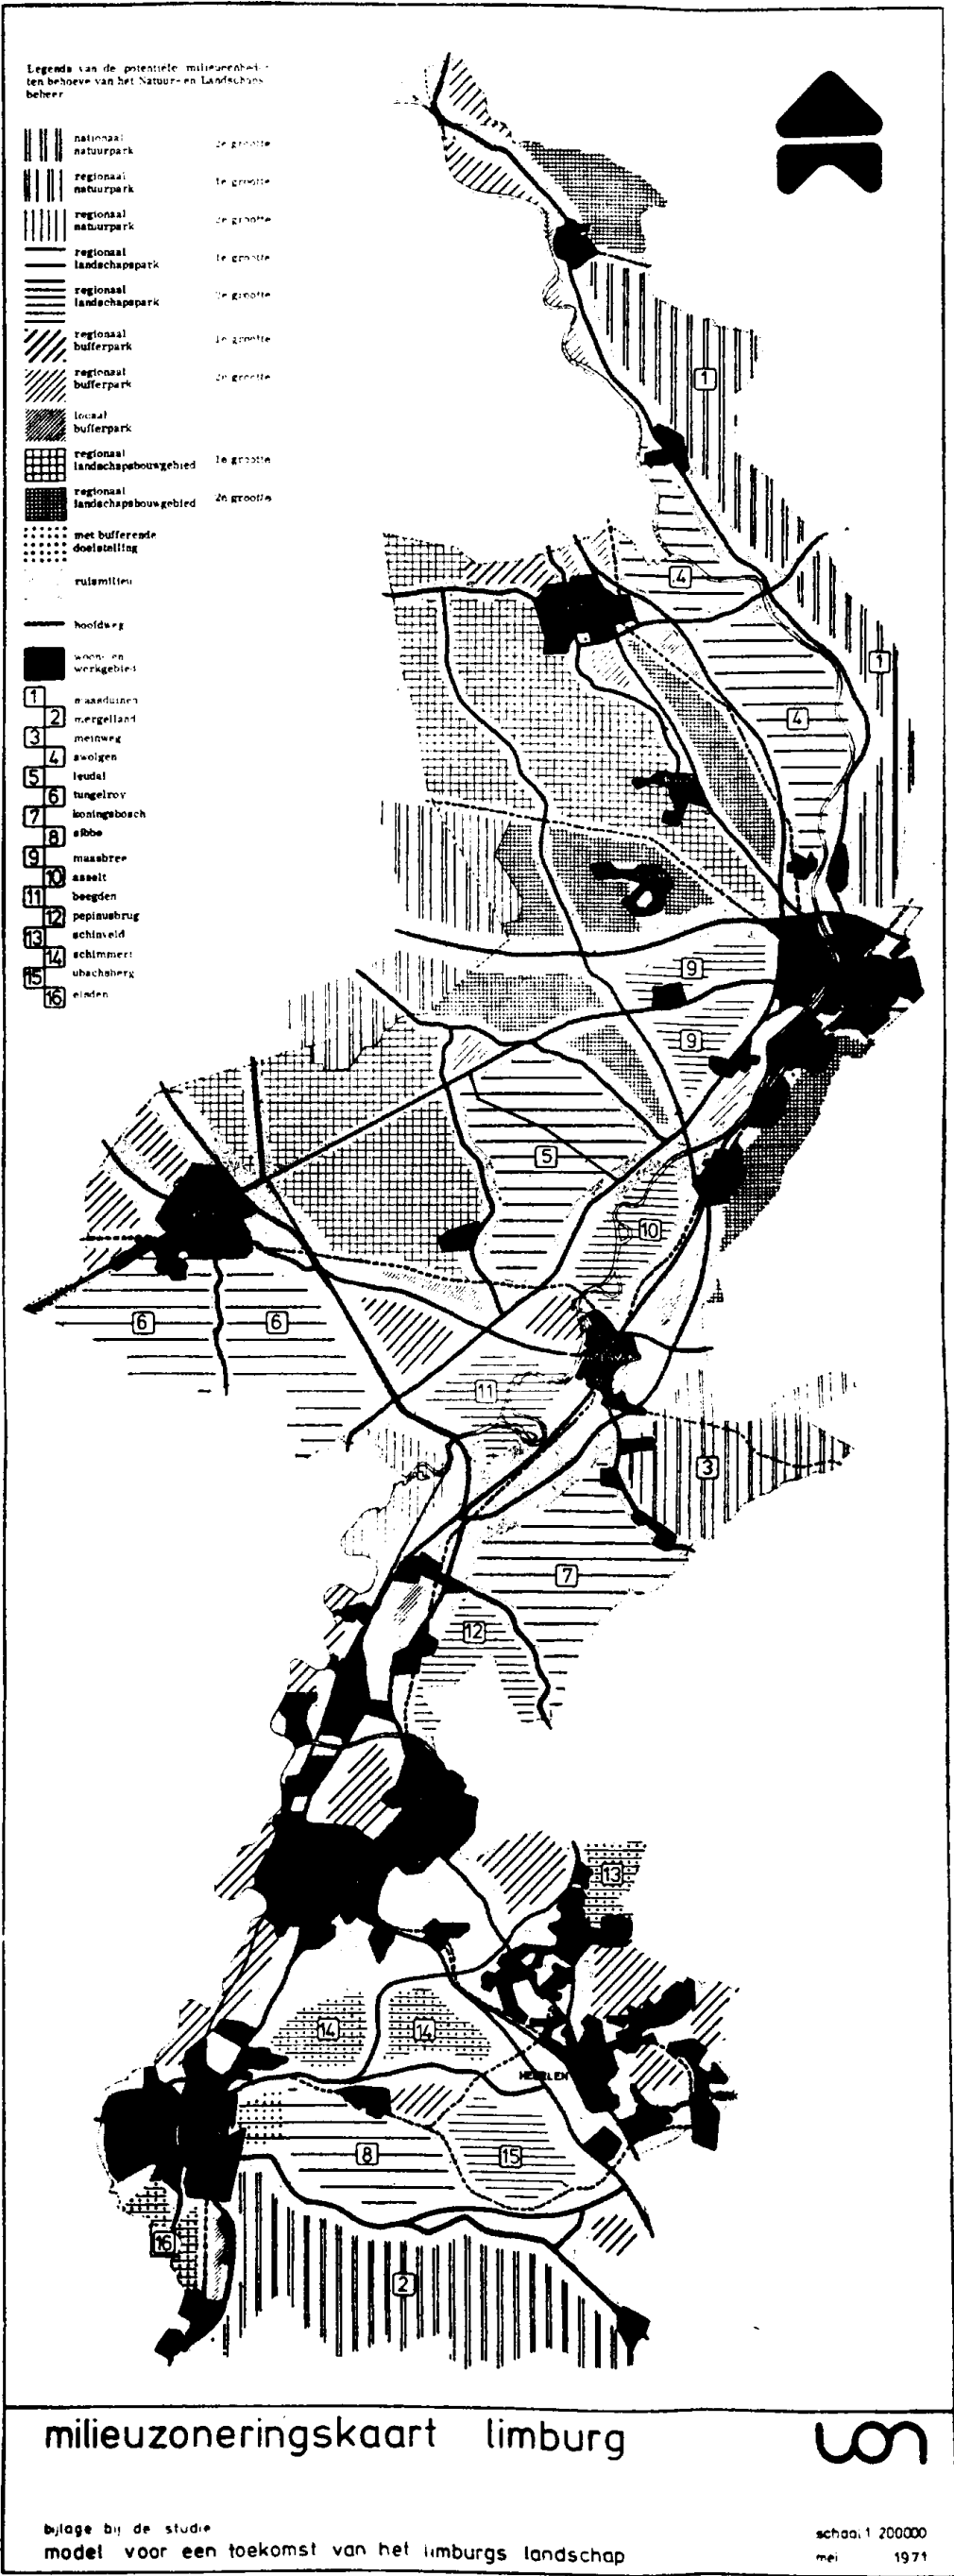 Legende van de potentiële
ten behoeve van het Natuur- en Landschaps
beheer
nationaal
natuurpark
2e grootte
regionaal
natuurpark
1e grootte
regionaal
natuurpark
2e grootte
regionaal
landschapspark
1e grootte
regionaal
landschapspark
2e grootte
regionaal
bufferpark
1e grootte
regionaal
bufferpark
2e grootte
locaal
bufferpark
regionaal
landschapsbouwgebied
1e grootte
regionaal
landschapsbouwgebied
2e grootte
met bufferende
doelstelling
ruismilieu
hoofdweg
woon- en
werkgebied
1 maasduinen
2 mergelland
3 meinweg
4 swolgen
5 leudal
6 tungelroy
7 koningsbosch
8 sibbe
9 maasbree
10 asselt
11 beegden
12 pepinusbrug
13 schinveld
14 schimmert
15 ubachsberg
16 eisden
1
4
1
4
9
9
5
10
6
6
11
3
7
12
13
14
14
HEERLEN
8
15
16
2
milieuzoneringskaart limburg
bijlage bij de studie
model voor een toekomst van het limburgs landschap
schaal 1 200000
mei 1971